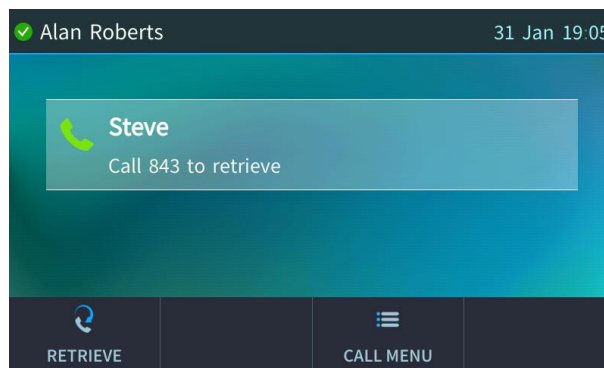 Alan Roberts
31 Jan 19:05
Steve
Call 843 to retrieve
RETRIEVE
CALL MENU